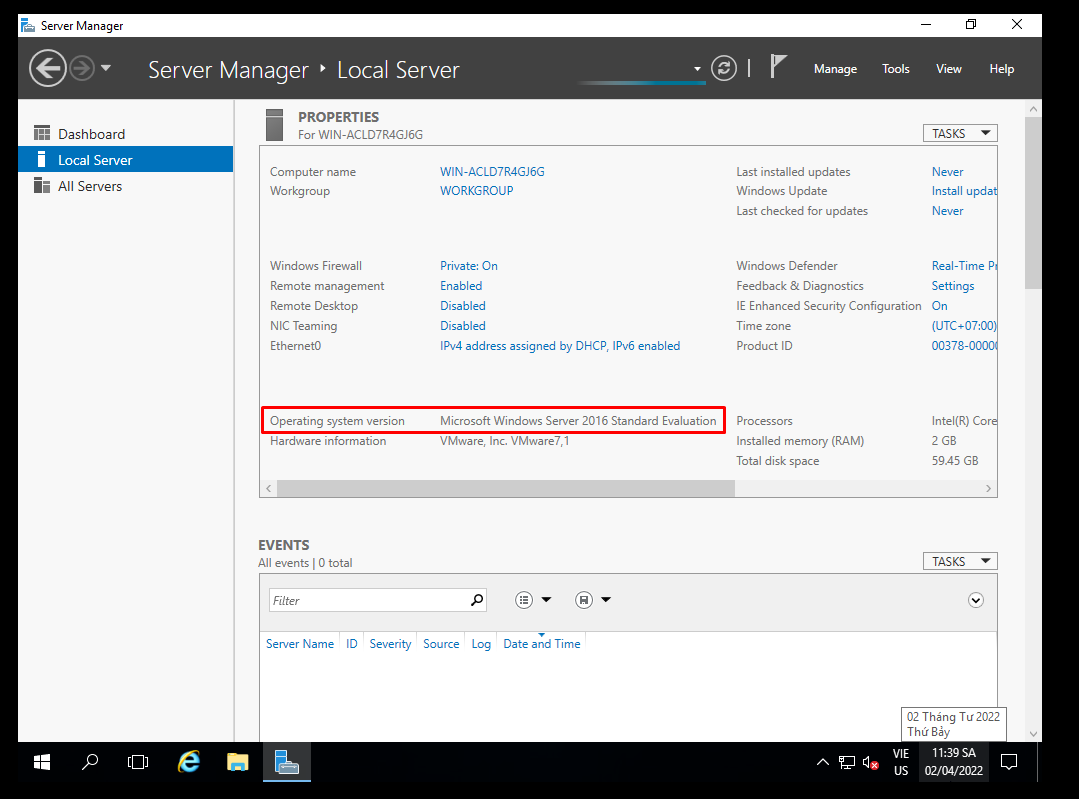 Server Manager
Server Manager ‣ Local Server
Manage Tools View Help
Dashboard
Local Server
All Servers
PROPERTIES
For WIN-ACLD7R4GJ6G
TASKS
Computer name WIN-ACLD7R4GJ6G Last installed updates Never
Workgroup WORKGROUP Windows Update Install updat
Last checked for updates Never
Windows Firewall Private: On Windows Defender Real-Time Pr
Remote management Enabled Feedback & Diagnostics Settings
Remote Desktop Disabled IE Enhanced Security Configuration On
NIC Teaming Disabled Time zone (UTC+07:00)
Ethernet0 IPv4 address assigned by DHCP, IPv6 enabled Product ID 00378-0000
Operating system version Microsoft Windows Server 2016 Standard Evaluation Processors Intel(R) Core
Hardware information VMware, Inc. VMware7,1 Installed memory (RAM) 2 GB
Total disk space 59.45 GB
EVENTS
All events | 0 total
TASKS
Filter
Server Name ID Severity Source Log Date and Time
02 Tháng Tư 2022
Thứ Bảy
VIE
US
11:39 SA
02/04/2022